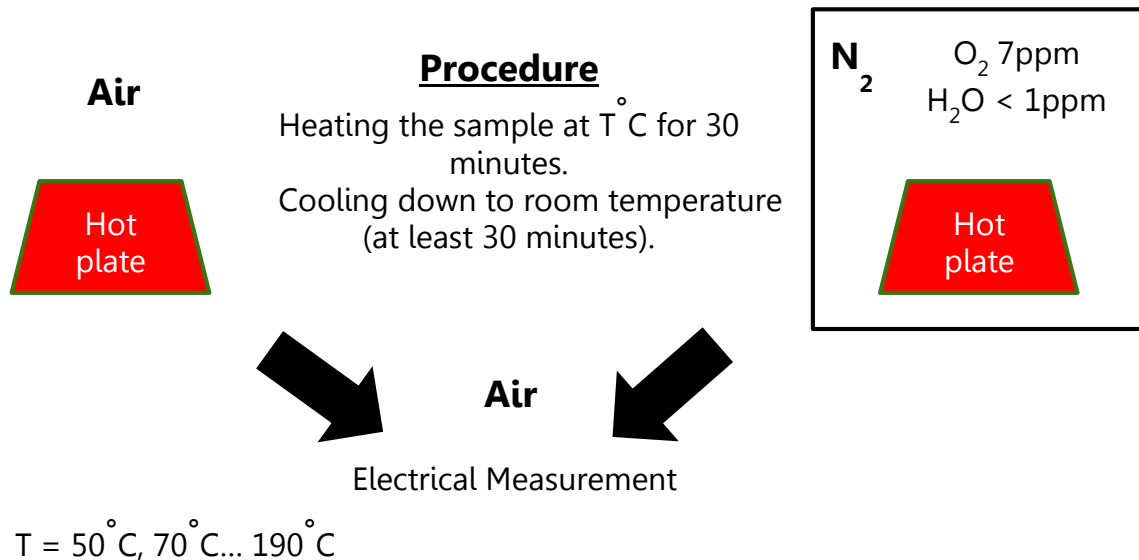 Air
Procedure
Heating the sample at T°C for 30
minutes.
Cooling down to room temperature
(at least 30 minutes).
N₂
O₂ 7ppm
H₂O < 1ppm
Hot
plate
Hot
plate
Air
Electrical Measurement
T = 50°C, 70°C... 190°C